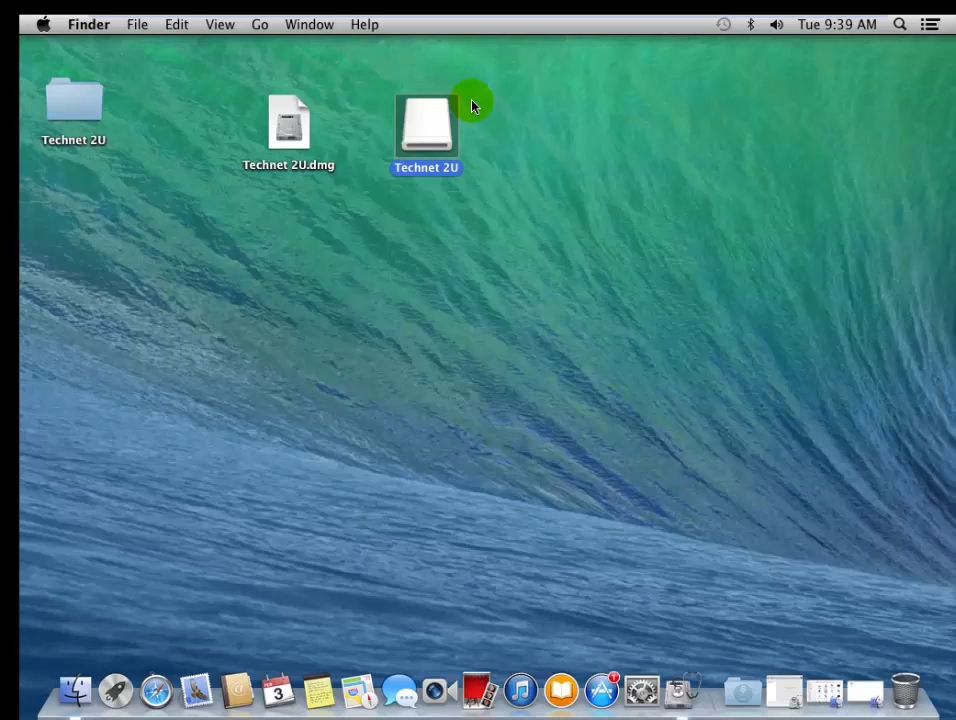 Finder File Edit View Go Window Help Tue 9:39 AM
Technet 2U
Technet 2U.dmg
Technet 2U
3
1